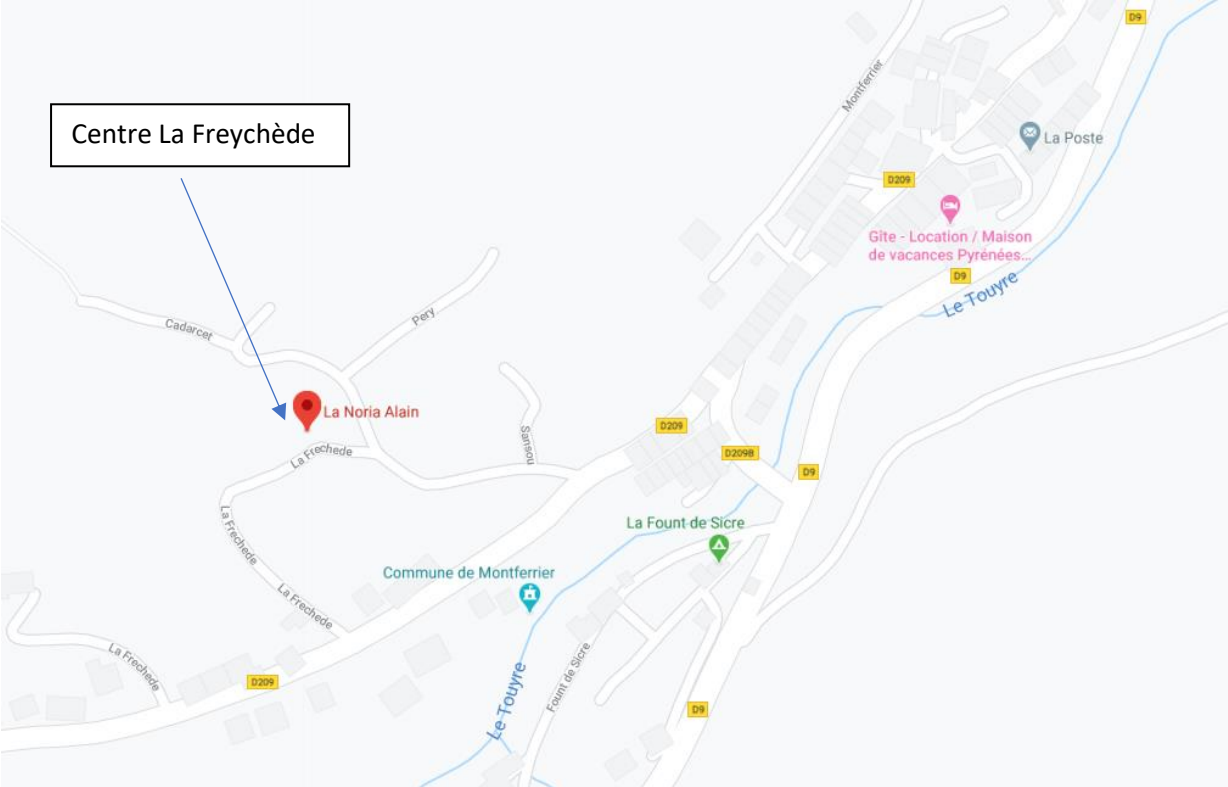 D9
Montferrier
Centre La Freychède
La Poste
D209
Gîte - Location / Maison
de vacances Pyrénées...
D9
Le Touyre
Cadarcet
Pery
La Noria Alain
D209
Sansou
La Frechede
D209B
D9
La Frechede
La Fount de Sicre
Commune de Montferrier
La Frechede
La Frechede
Fount de Sicre
D209
Le Touyre
D9